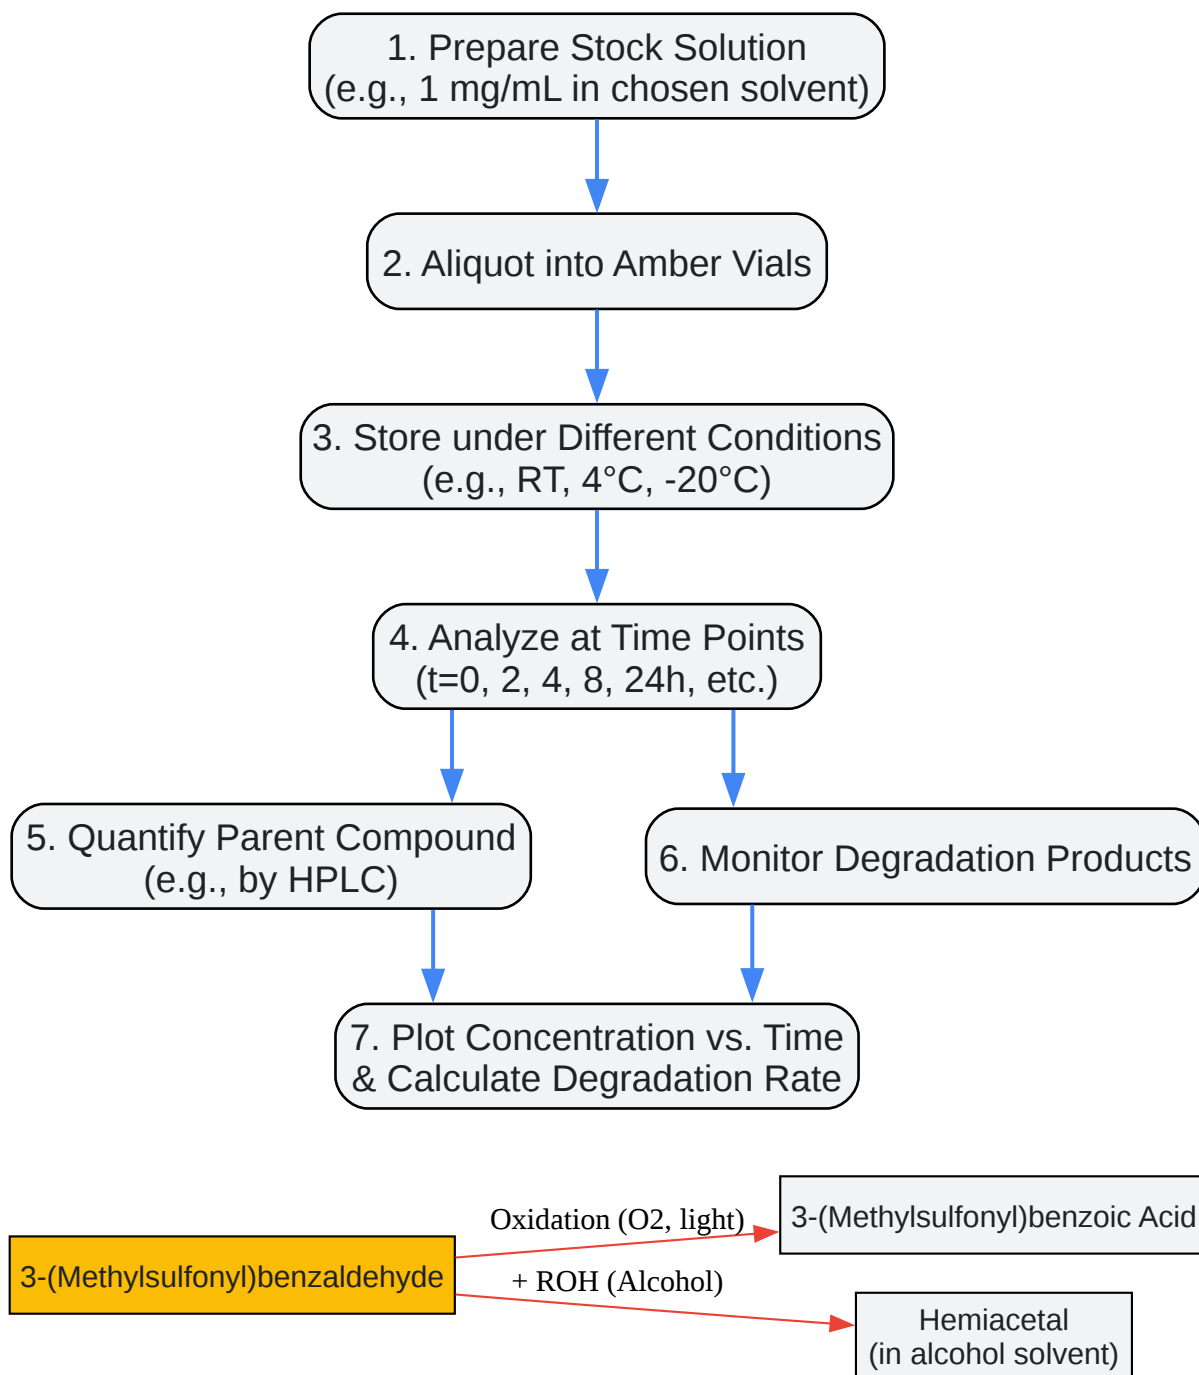 1. Prepare Stock Solution
(e.g., 1 mg/mL in chosen solvent)
2. Aliquot into Amber Vials
3. Store under Different Conditions
(e.g., RT, 4°C, -20°C)
4. Analyze at Time Points
(t=0, 2, 4, 8, 24h, etc.)
5. Quantify Parent Compound
(e.g., by HPLC)
6. Monitor Degradation Products
7. Plot Concentration vs. Time
& Calculate Degradation Rate
3-(Methylsulfonyl)benzaldehyde
Oxidation (O2, light)
3-(Methylsulfonyl)benzoic Acid
+ ROH (Alcohol)
Hemiacetal
(in alcohol solvent)